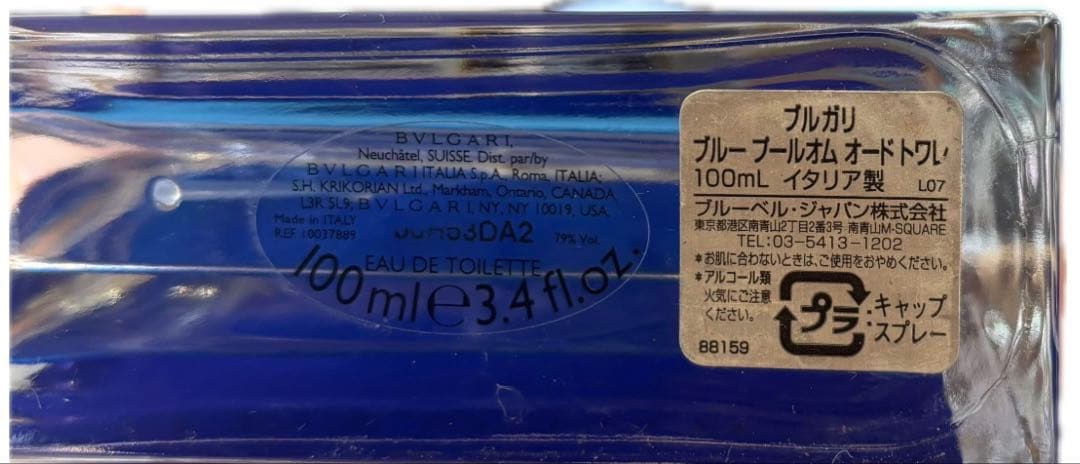 BVLGARI,
Neuchâtel, SUISSE. Dist. par/by
BVLGARI ITALIA S.p.A., Roma, ITALIA;
S.H. KRIKORIAN Ltd., Markham, Ontario, CANADA
L3R 5L9; BVLGARI, NY, NY 10019, USA.
Made in ITALY
REF 10037889
79% Vol.
EAU DE TOILETTE
100 ml e 3.4 fl.oz.
ブルガリ
ブルー プールオム オードトワレ
100mL イタリア製 L07
ブルーベル・ジャパン株式会社
東京都港区南青山2丁目2番3号 南青山M-SQUARE
TEL:03-5413-1202
*お肌に合わないときは、ご使用をおやめください。
*アルコール類
火気にご注意
ください。
プラ
:キャップ
スプレー
88159